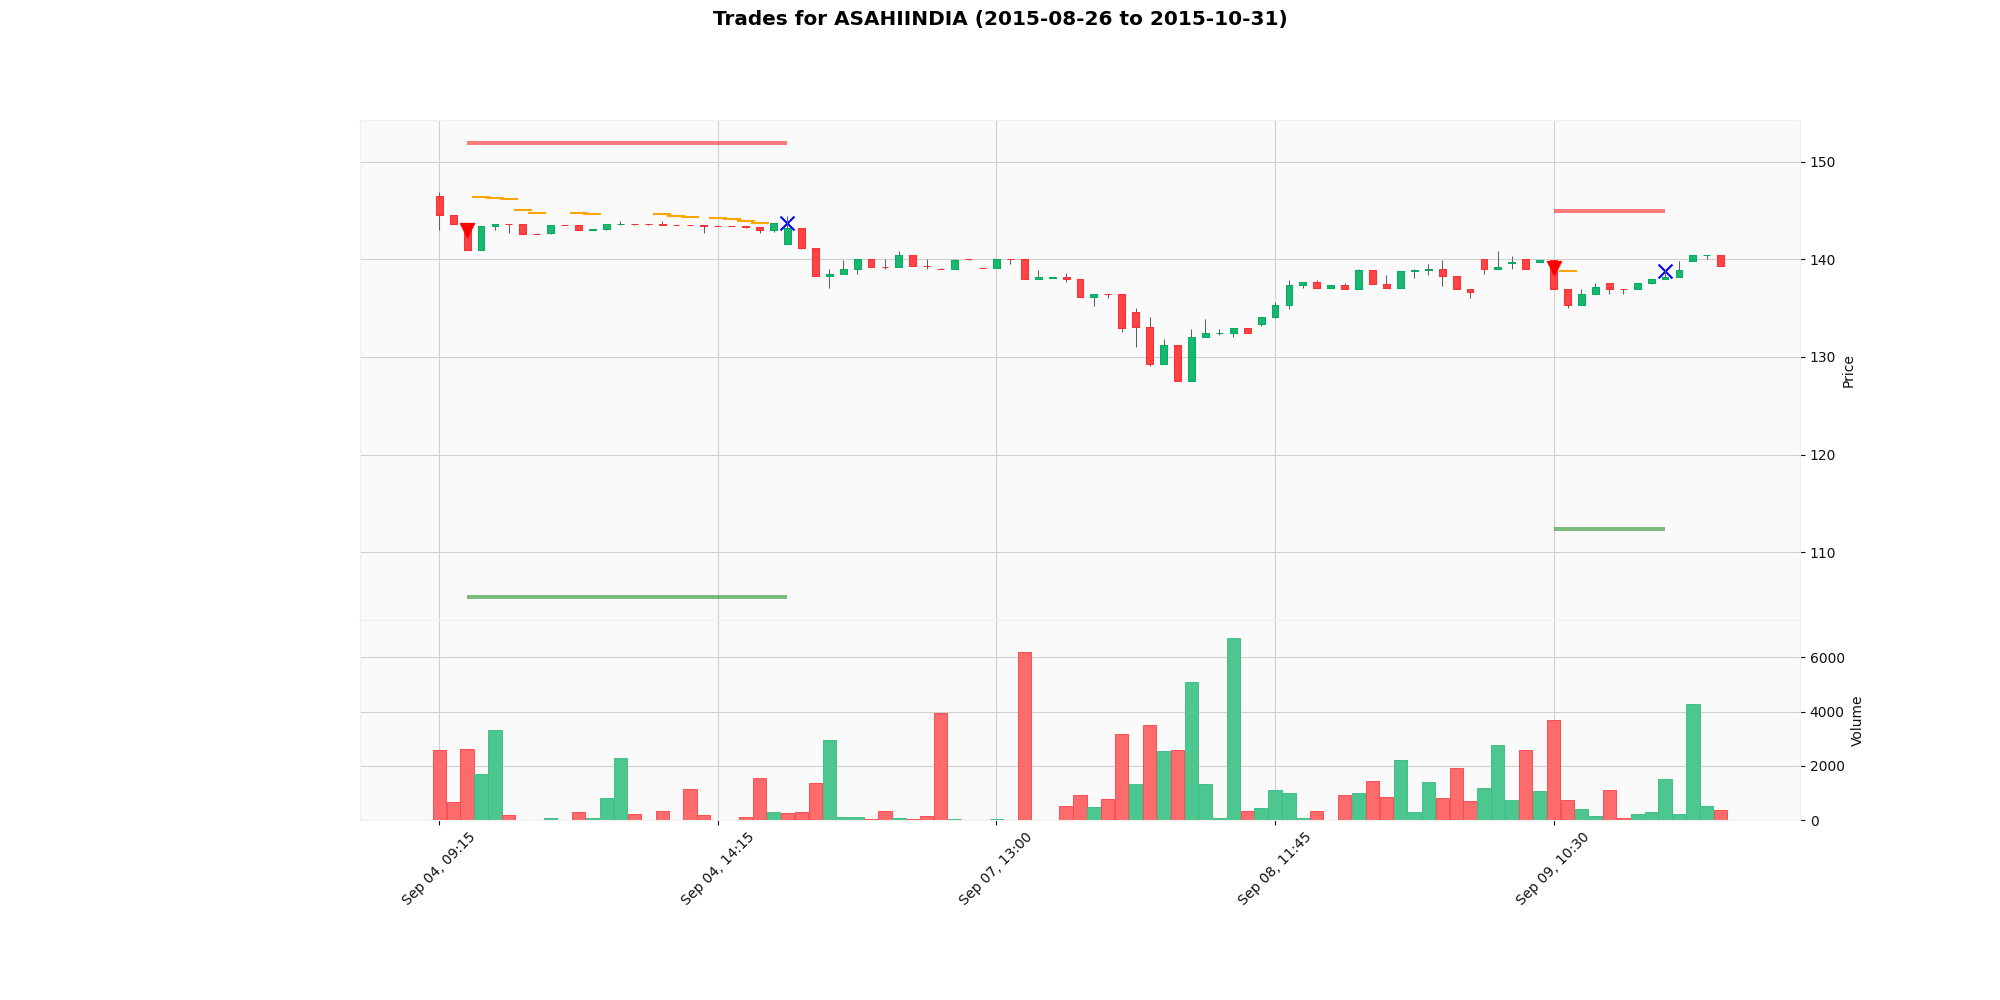 Trades for ASAHIINDIA (2015-08-26 to 2015-10-31)
150
140
130
120
110
Price
6000
4000
2000
0
Volume
Sep 04, 09:15
Sep 04, 14:15
Sep 07, 13:00
Sep 08, 11:45
Sep 09, 10:30